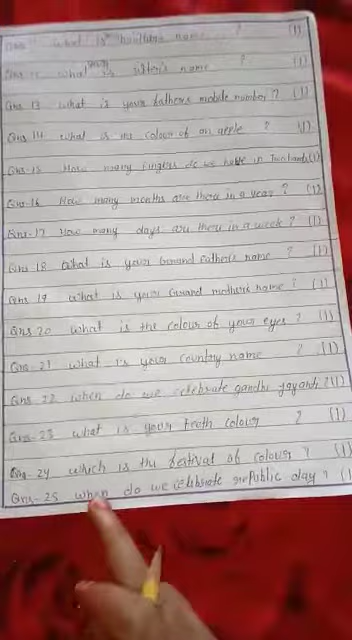 what is name ? (1)
what is sister's name ? (1)
Qns 13 what is your fathers mobile number ? (1)
Qns 14 what is the colour of an apple ? (1)
Qns-15 How many fingers do we have in Two hands (1)
Qns-16 How many months are there in a year ? (1)
Qns-17 How many days are there in a week ? (1)
Qns 18 what is your Grand father's name ? (1)
Qns 19 what is your Grand mother's name ? (1)
Qns 20 what is the colour of your eyes ? (1)
Qns-21 what is your country name ? (1)
Qns 22 when do we celebrate gandhi jayanti ? (1)
Qns-23 what is your teeth colour ? (1)
Qns-24 which is the festival of colour ? (1)
Qns-25 when do we celebrate republic day ? (1